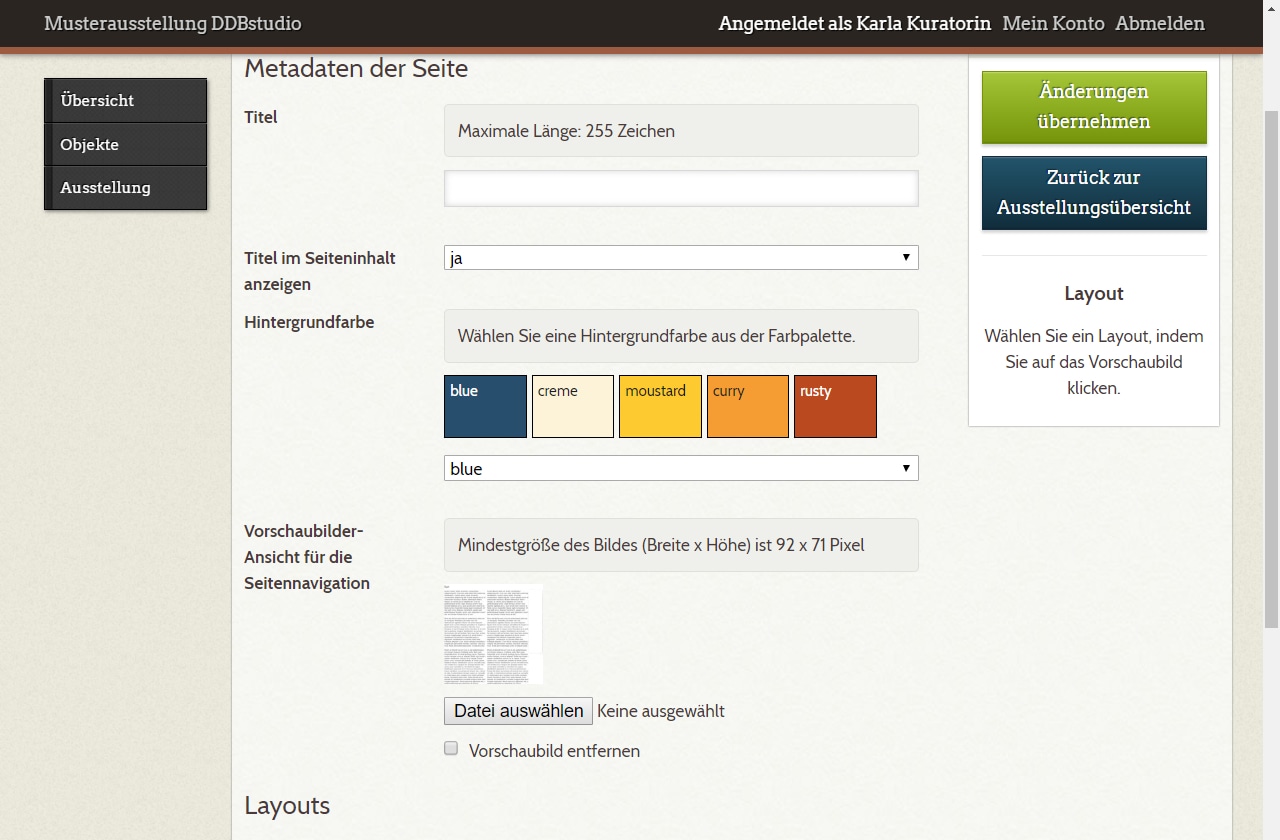 Musterausstellung DDBstudio
Angemeldet als Karla Kuratorin Mein Konto Abmelden
Übersicht
Objekte
Ausstellung
Metadaten der Seite
Titel
Maximale Länge: 255 Zeichen
Titel im Seiteninhalt
anzeigen
ja
Hintergrundfarbe
Wählen Sie eine Hintergrundfarbe aus der Farbpalette.
blue creme moustard curry rusty
blue
Vorschaubilder-
Ansicht für die
Seitennavigation
Mindestgröße des Bildes (Breite x Höhe) ist 92 x 71 Pixel
Datei auswählen Keine ausgewählt
Vorschaubild entfernen
Layouts
Änderungen
übernehmen
Zurück zur
Ausstellungsübersicht
Layout
Wählen Sie ein Layout, indem
Sie auf das Vorschaubild
klicken.